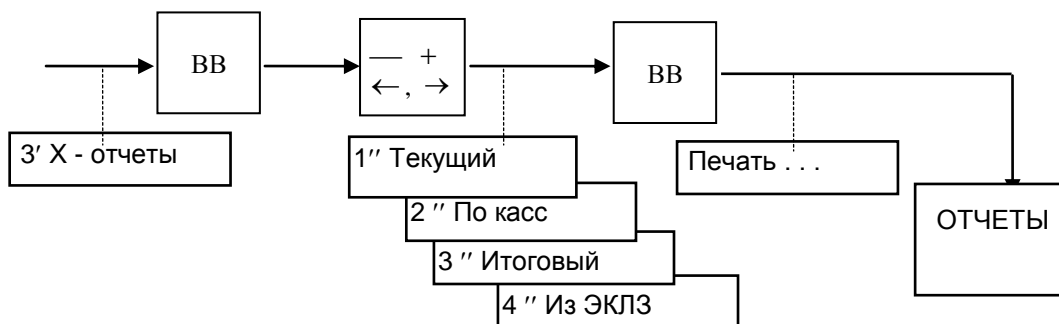 ВВ
— +
← , →
ВВ
3′ X - отчеты
1′′ Текущий
2 ′′ По касс
3 ′′ Итоговый
4 ′′ Из ЭКЛЗ
Печать . . .
ОТЧЕТЫ